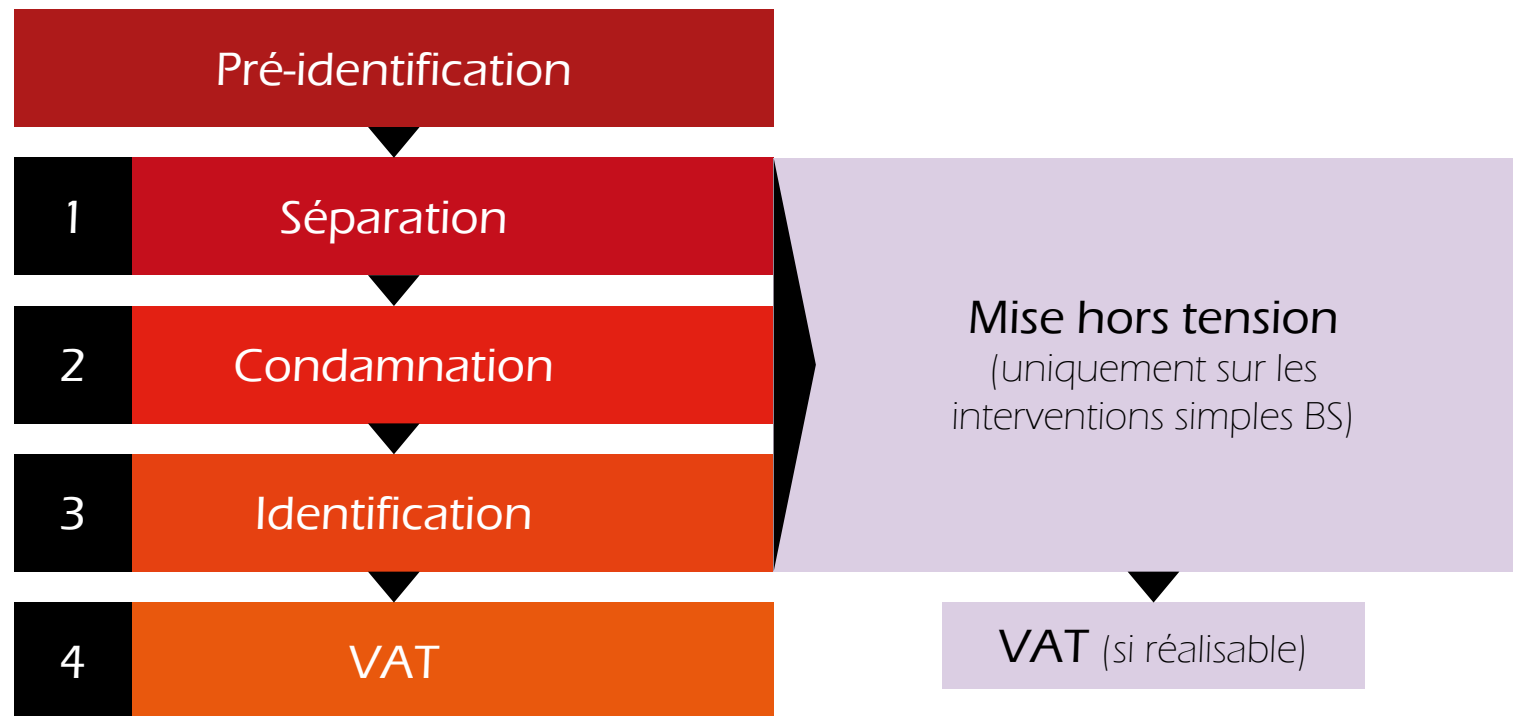 Pré-identification
1 Séparation
2 Condamnation
3 Identification
4 VAT
Mise hors tension
(uniquement sur les
interventions simples BS)
VAT (si réalisable)